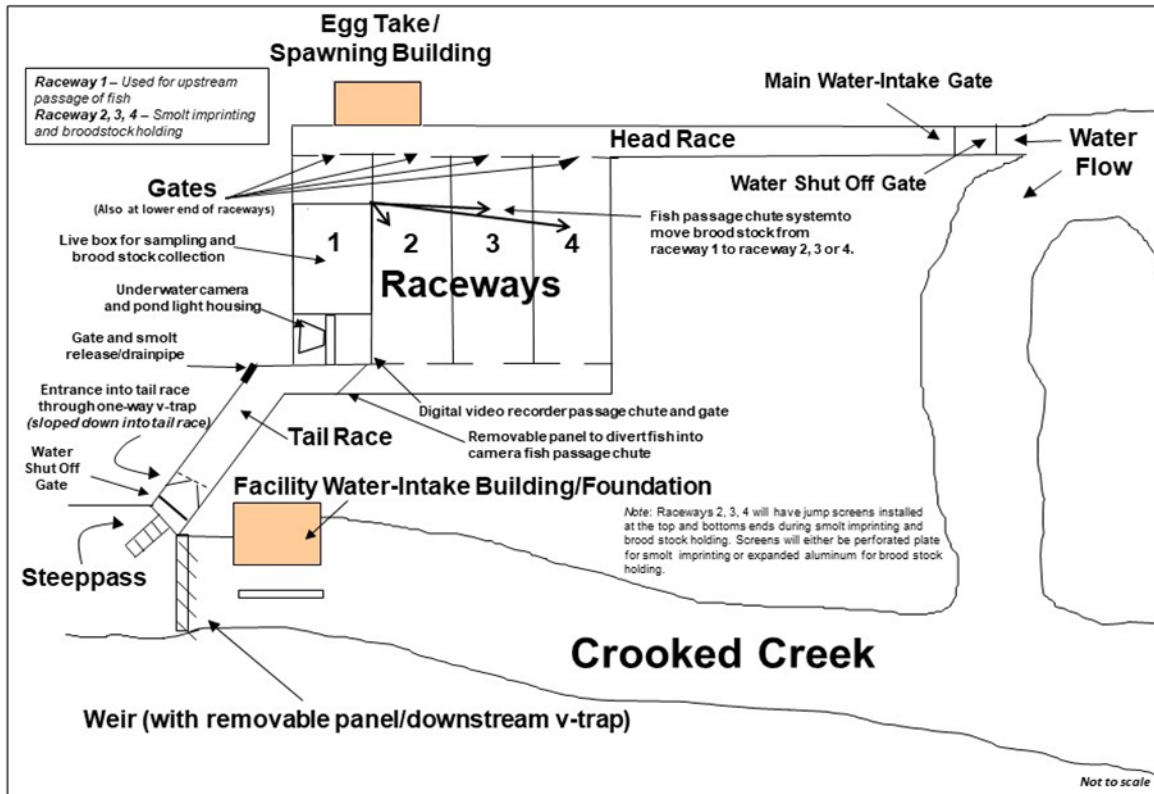 Egg Take/
Spawning Building
Raceway 1 – Used for upstream
passage of fish
Raceway 2, 3, 4 – Smolt imprinting
and broodstock holding
Main Water-Intake Gate
Head Race
Water
Flow
Water Shut Off Gate
Gates
(Also at lower end of raceways)
Live box for sampling and
brood stock collection
1
2
3
4
Fish passage chute systemto
move brood stock from
raceway 1 to raceway 2, 3 or 4.
Raceways
Underwater camera
and pond light housing
Gate and smolt
release/drainpipe
Entrance into tail race
through one-way v-trap
(sloped down into tail race)
Digital video recorder passage chute and gate
Tail Race
Removable panel to divert fish into
camera fish passage chute
Water
Shut Off
Gate
Facility Water-Intake Building/Foundation
Note: Raceways 2, 3, 4 will have jump screens installed
at the top and bottoms ends during smolt imprinting and
brood stock holding. Screens will either be perforated plate
for smolt imprinting or expanded aluminum for brood stock
holding.
Steeppass
Crooked Creek
Weir (with removable panel/downstream v-trap)
Not to scale